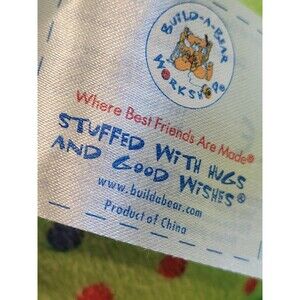 BUILD-A-BEAR
WORKSHOP®
Where Best Friends Are Made®
STUFFED WITH HUGS
AND GOOD WISHES®
www.buildabear.com
Product of China